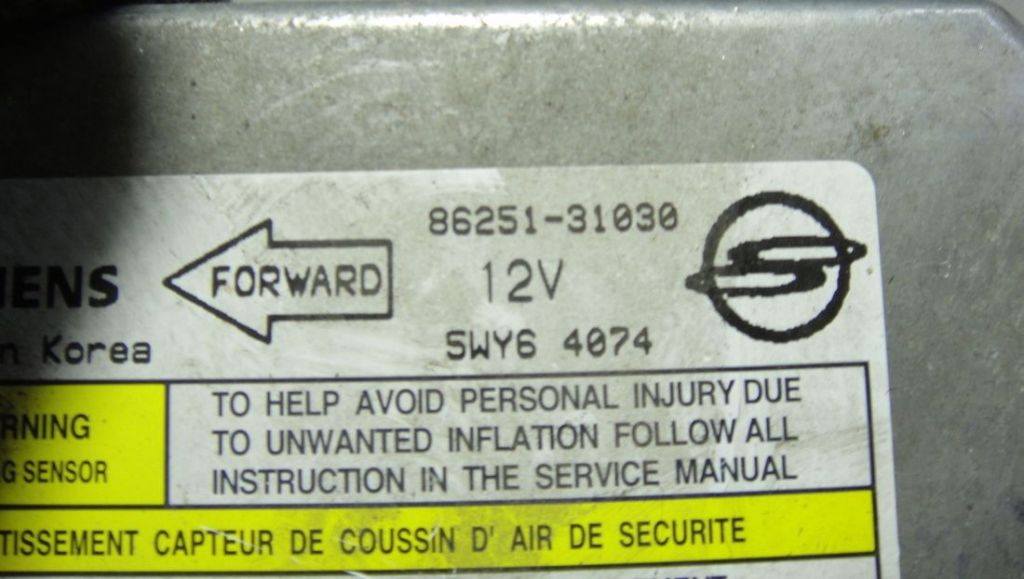 86251-31030
IENS FORWARD 12V
n Korea 5WY6 4074
RNING
G SENSOR
TO HELP AVOID PERSONAL INJURY DUE
TO UNWANTED INFLATION FOLLOW ALL
INSTRUCTION IN THE SERVICE MANUAL
TISSEMENT CAPTEUR DE COUSSIN D' AIR DE SECURITE